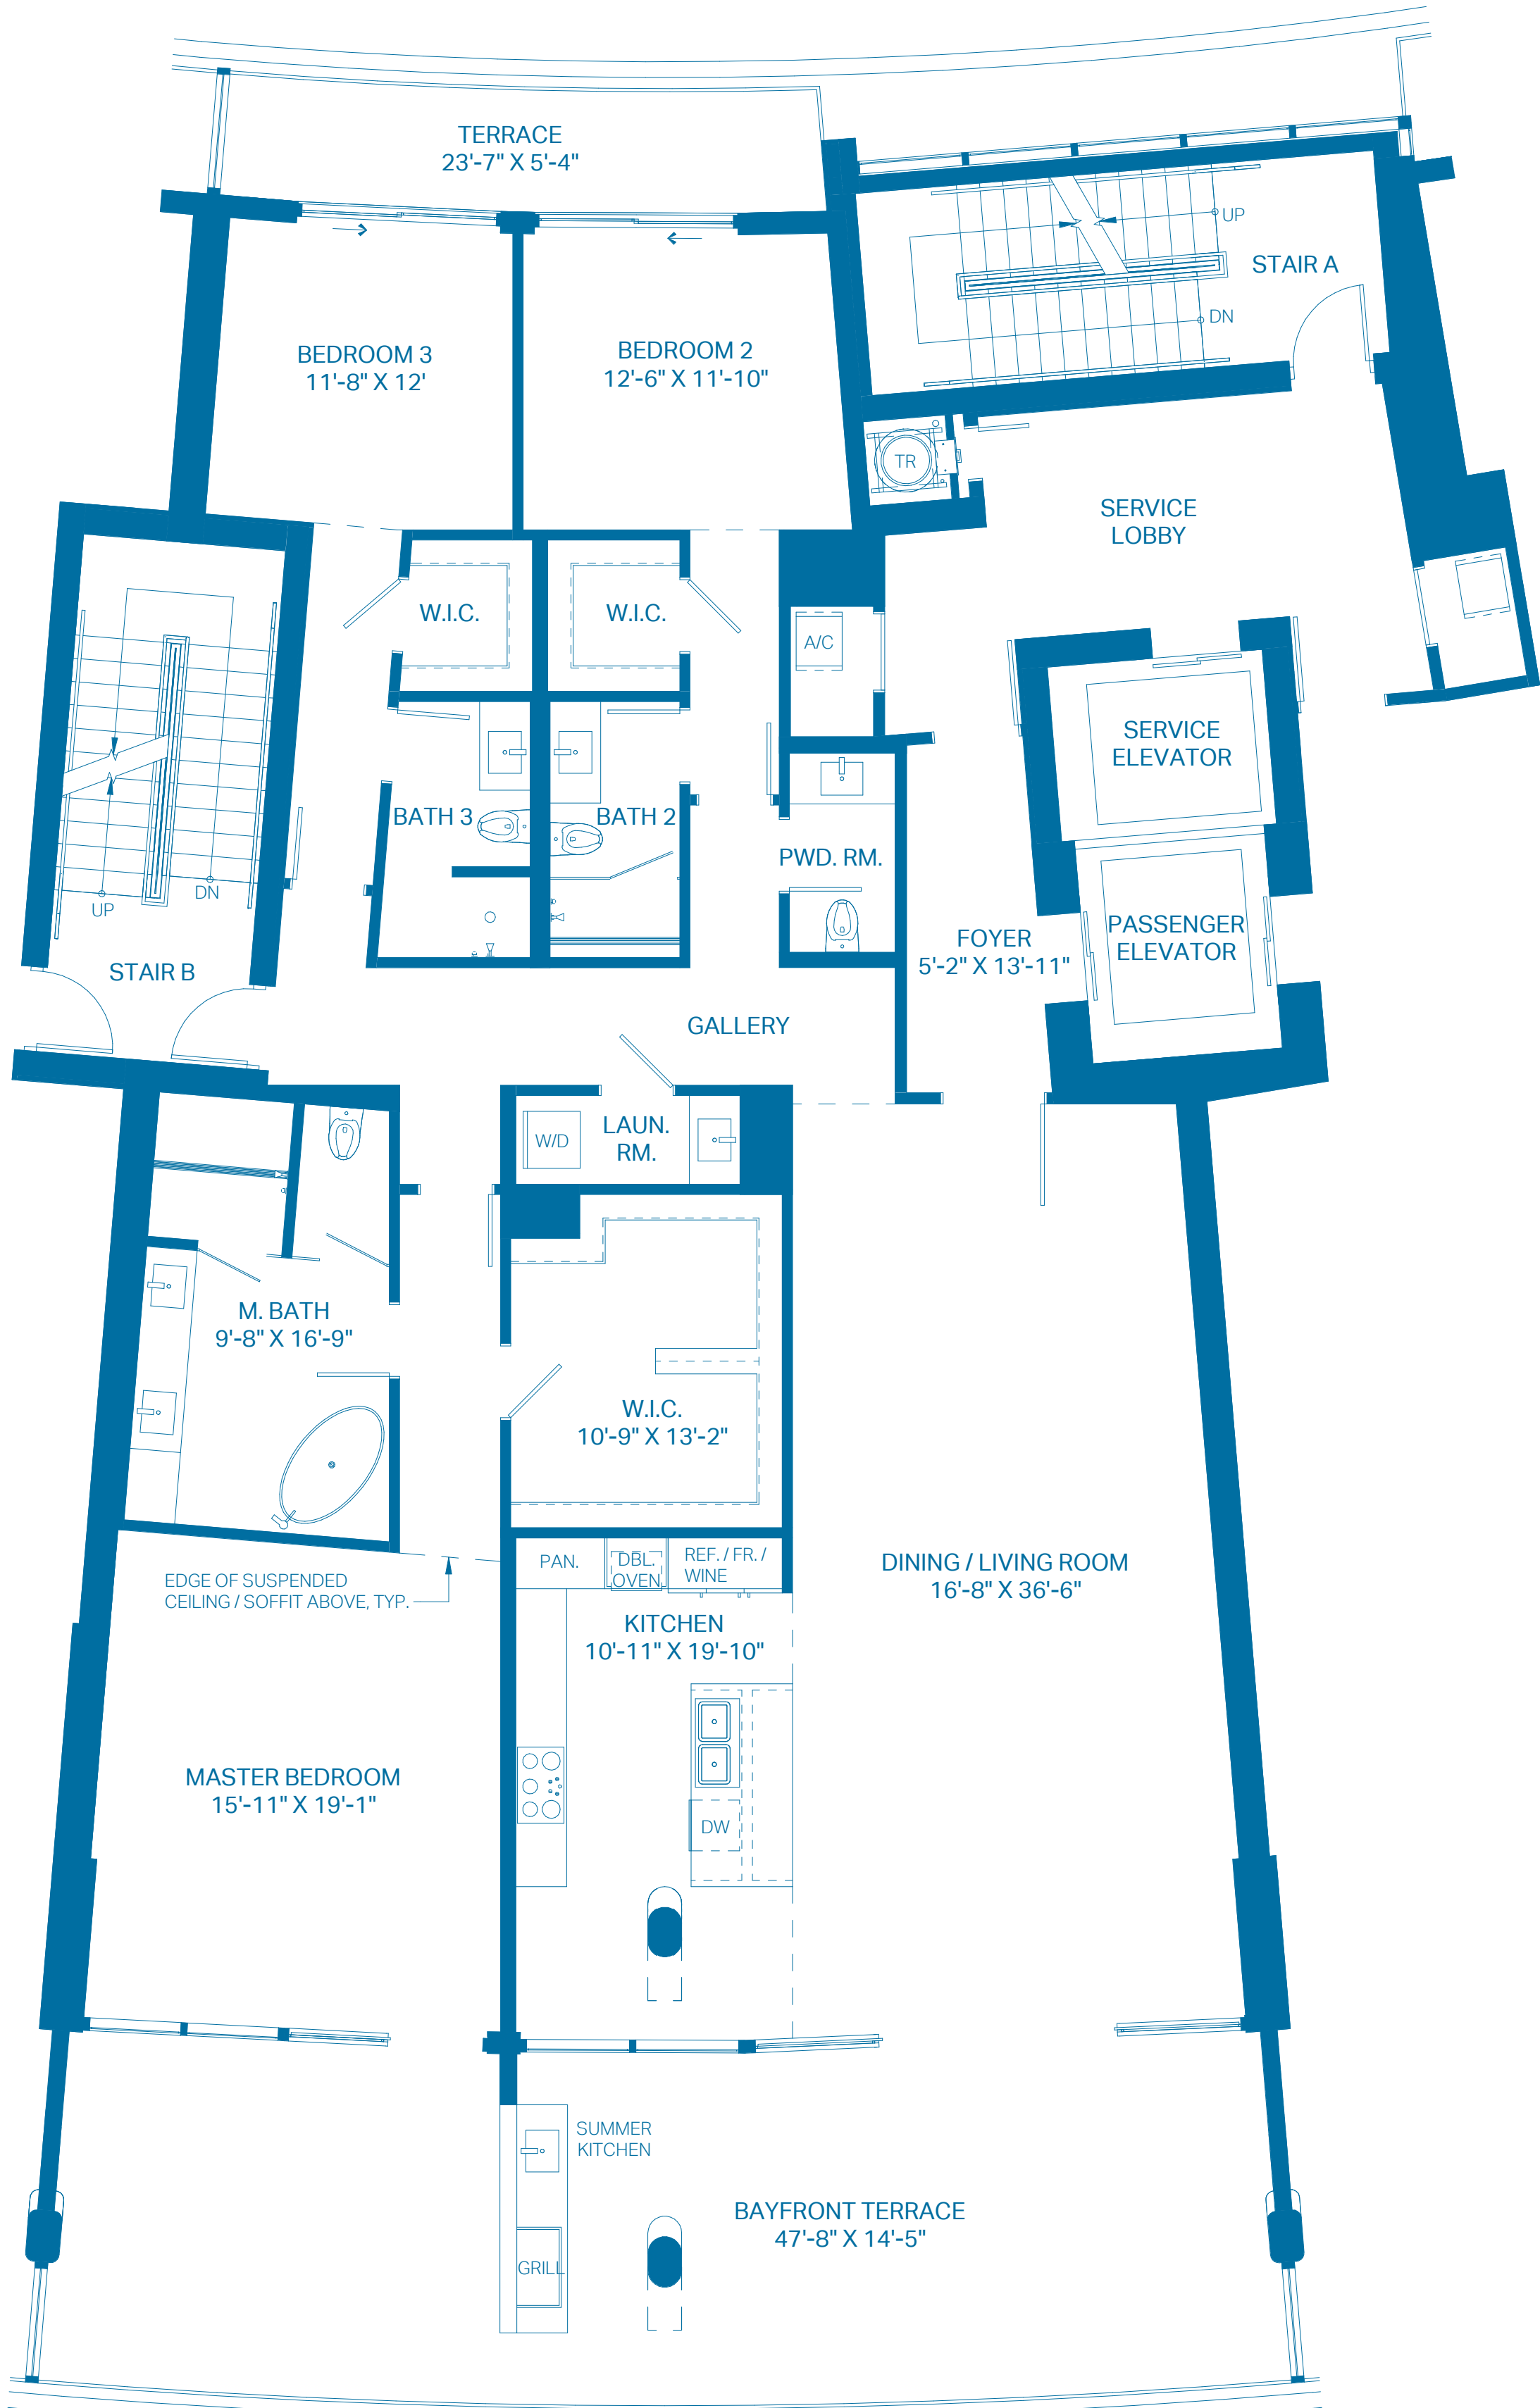 TERRACE
23'-7" X 5'-4"
UP
STAIR A
DN
BEDROOM 3
11'-8" X 12'
BEDROOM 2
12'-6" X 11'-10"
TR
SERVICE
LOBBY
W.I.C.
W.I.C.
A/C
SERVICE
ELEVATOR
BATH 3
BATH 2
PWD. RM.
UP
DN
STAIR B
FOYER
5'-2" X 13'-11"
PASSENGER
ELEVATOR
GALLERY
W/D
LAUN.
RM.
M. BATH
9'-8" X 16'-9"
W.I.C.
10'-9" X 13'-2"
EDGE OF SUSPENDED
CEILING / SOFFIT ABOVE, TYP.
PAN.
DBL.
OVEN
REF. / FR. /
WINE
DINING / LIVING ROOM
16'-8" X 36'-6"
KITCHEN
10'-11" X 19'-10"
MASTER BEDROOM
15'-11" X 19'-1"
DW
SUMMER
KITCHEN
BAYFRONT TERRACE
47'-8" X 14'-5"
GRILL